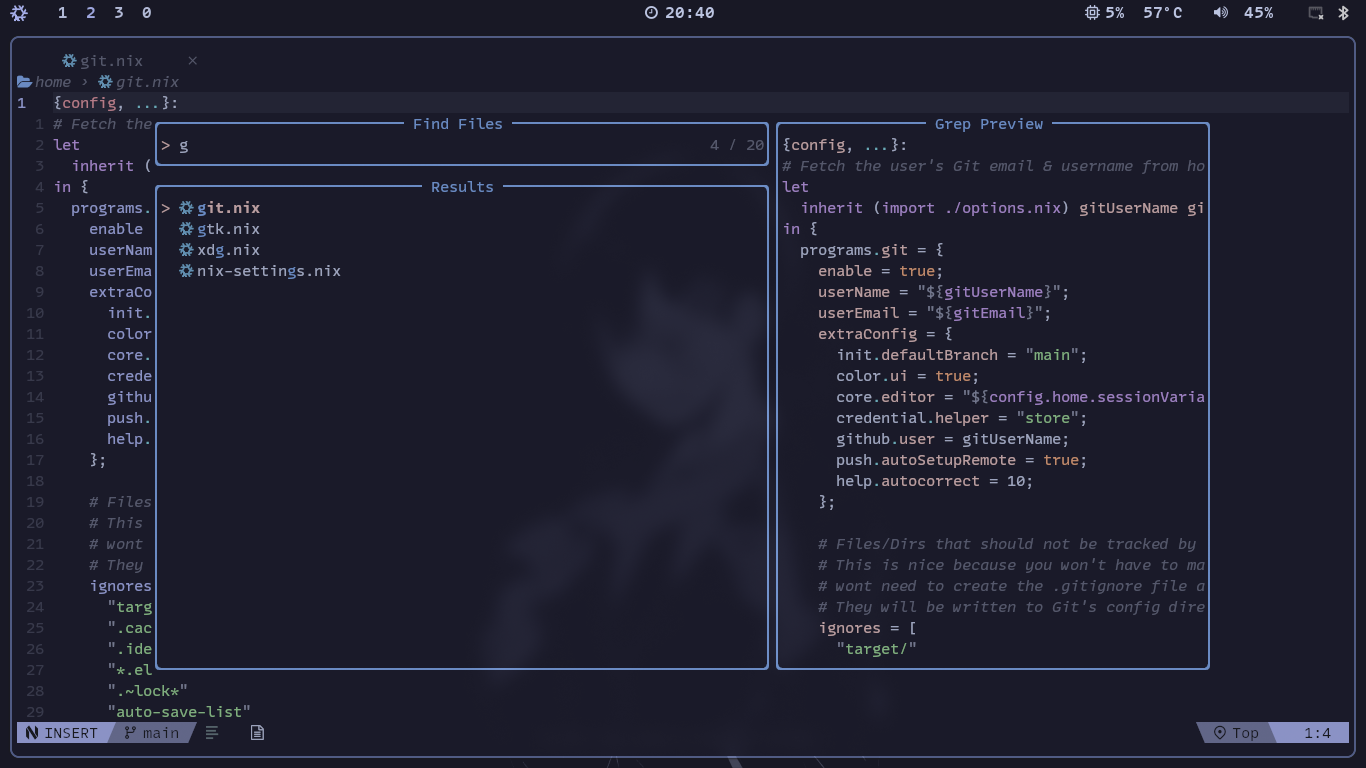 1 2 3 0 20:40 5% 57°C 45%
git.nix ×
home › git.nix
1 {config, ...}:
1 # Fetch the
2 let
3 inherit (
4 in {
5 programs.
6 enable
7 userNam
8 userEma
9 extraCo
10 init.
11 color
12 core.
13 crede
14 githu
15 push.
16 help.
17 };
18
19 # Files
20 # This
21 # wont
22 # They
23 ignores
24 "targ
25 ".cac
26 ".ide
27 "*.el
28 ".~lock*"
29 "auto-save-list"
Find Files
> g 4 / 20
Results
> git.nix
gtk.nix
xdg.nix
nix-settings.nix
Grep Preview
{config, ...}:
# Fetch the user's Git email & username from ho
let
inherit (import ./options.nix) gitUserName gi
in {
programs.git = {
enable = true;
userName = "${gitUserName}";
userEmail = "${gitEmail}";
extraConfig = {
init.defaultBranch = "main";
color.ui = true;
core.editor = "${config.home.sessionVaria
credential.helper = "store";
github.user = gitUserName;
push.autoSetupRemote = true;
help.autocorrect = 10;
};
# Files/Dirs that should not be tracked by
# This is nice because you won't have to ma
# wont need to create the .gitignore file a
# They will be written to Git's config dire
ignores = [
"target/"
INSERT main Top 1:4